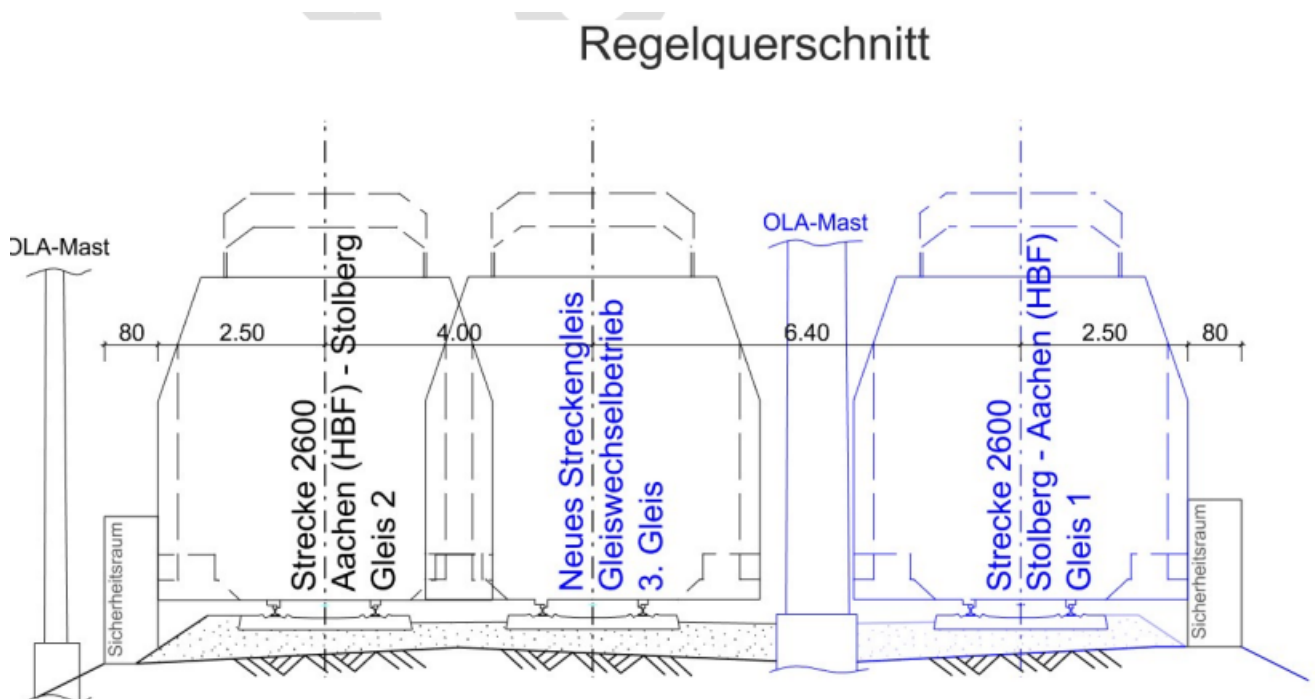 Regelquerschnitt
OLA-Mast
OLA-Mast
80
2.50
4.00
6.40
2.50
80
Strecke 2600
Aachen (HBF) - Stolberg
Gleis 2
Neues Streckengleis
Gleiswechselbetrieb
3. Gleis
Strecke 2600
Stolberg - Aachen (HBF)
Gleis 1
Sicherheitsraum
Sicherheitsraum